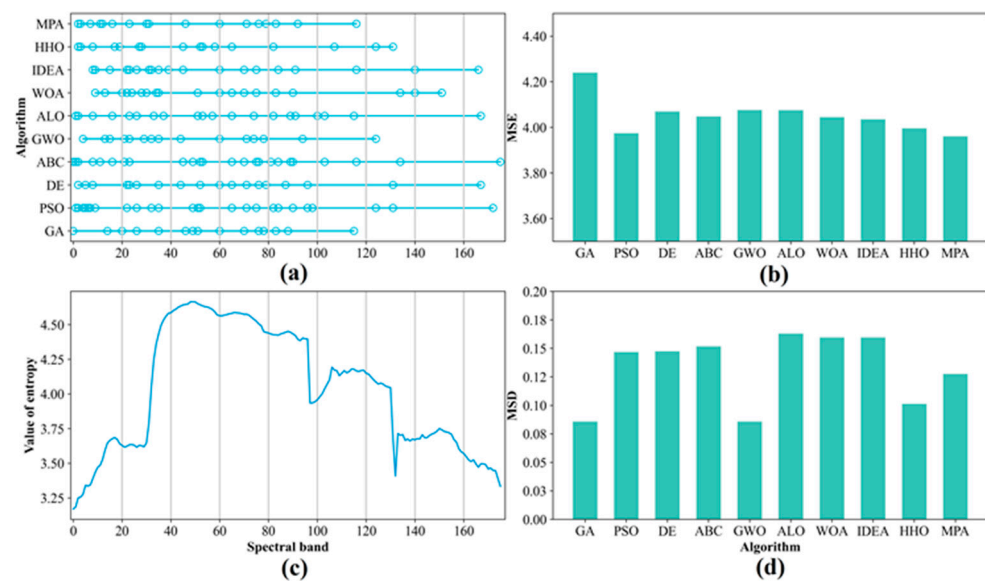 MPA
HHO
IDEA
WOA
ALO
GWO
ABC
DE
PSO
GA
Algorithm
0 20 40 60 80 100 120 140 160
(a)
4.40
4.20
4.00
3.80
3.60
MSE
GA PSO DE ABC GWO ALO WOA IDEA HHO MPA
(b)
4.50
4.25
4.00
3.75
3.50
3.25
Value of entropy
0 20 40 60 80 100 120 140 160
Spectral band
(c)
0.20
0.18
0.15
0.12
0.10
0.08
0.05
0.03
0.00
MSD
GA PSO DE ABC GWO ALO WOA IDEA HHO MPA
Algorithm
(d)